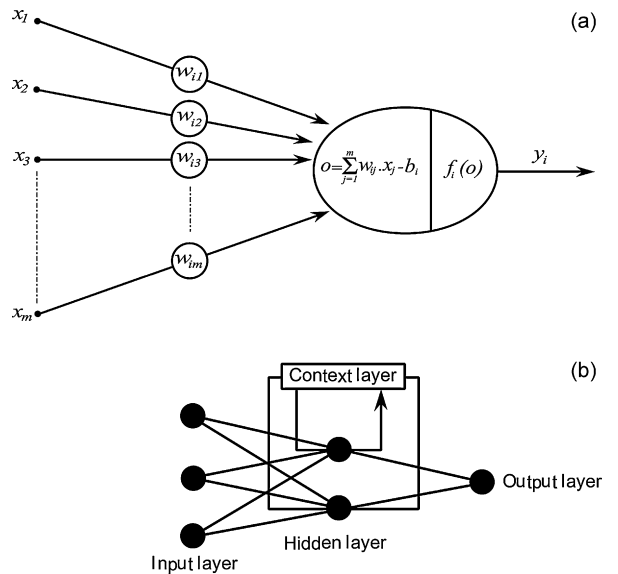 x1
(a)
wi1
x2
wi2
x3
wi3
o=∑j=1m wij.xj-bi
fi(o)
yi
wim
xm
(b)
Context layer
Output layer
Hidden layer
Input layer